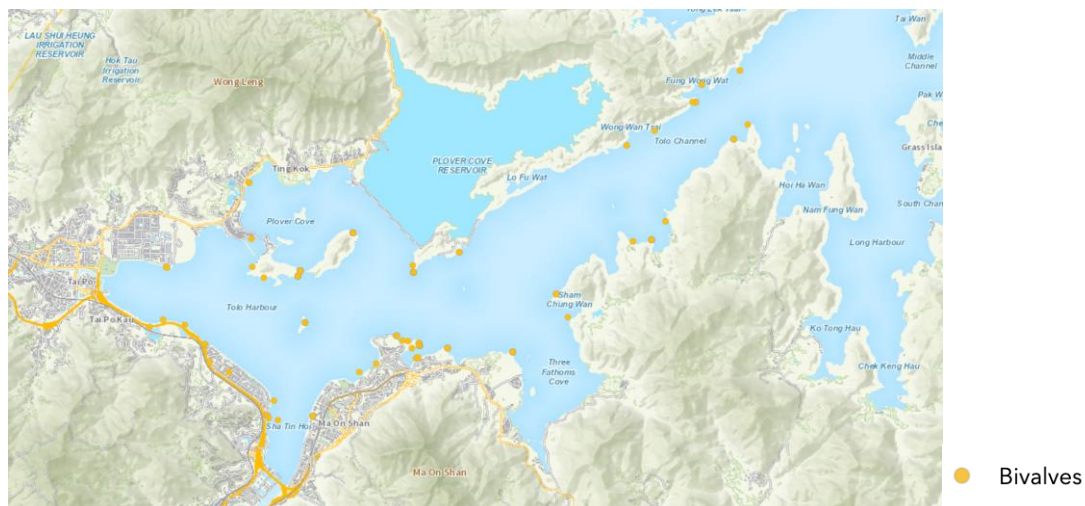 Tai Wan
LAU SHUI HEUNG
IRRIGATION
RESERVOIR
Hok Tau
Irrigation
Reservoir
Middle
Channel
Wong Leng
Fung Wong Wat
Pak W
Che
Wong Wan Tsui
Tolo Channel
Grass Isla
PLOVER COVE
RESERVOIR
Ting Kok
Lo Fu Wat
Hoi Ha Wan
South Chan
Nam Fung Wan
Plover Cove
Long Harbour
Tai Po
Sham
Chung Wan
Tolo Harbour
Tai Po Kau
Ko Tong Hau
Three
Fathoms
Cove
Chek Keng Hau
Sha Tin Hoi
Ma On Shan
Ma On Shan
Bivalves